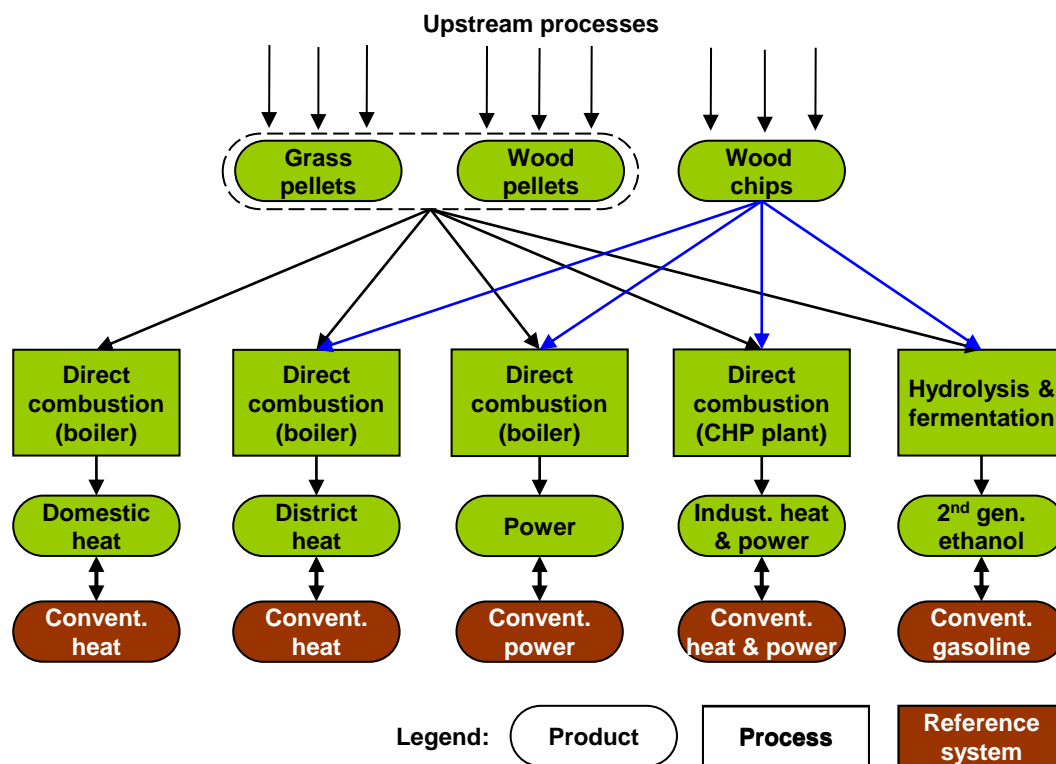 Upstream processes
Grass
pellets
Wood
pellets
Wood
chips
Direct
combustion
(boiler)
Direct
combustion
(boiler)
Direct
combustion
(boiler)
Direct
combustion
(CHP plant)
Hydrolysis &
fermentation
Domestic
heat
District
heat
Power
Indust. heat
& power
2nd gen.
ethanol
Convent.
heat
Convent.
heat
Convent.
power
Convent.
heat & power
Convent.
gasoline
Legend:
Product
Process
Reference
system